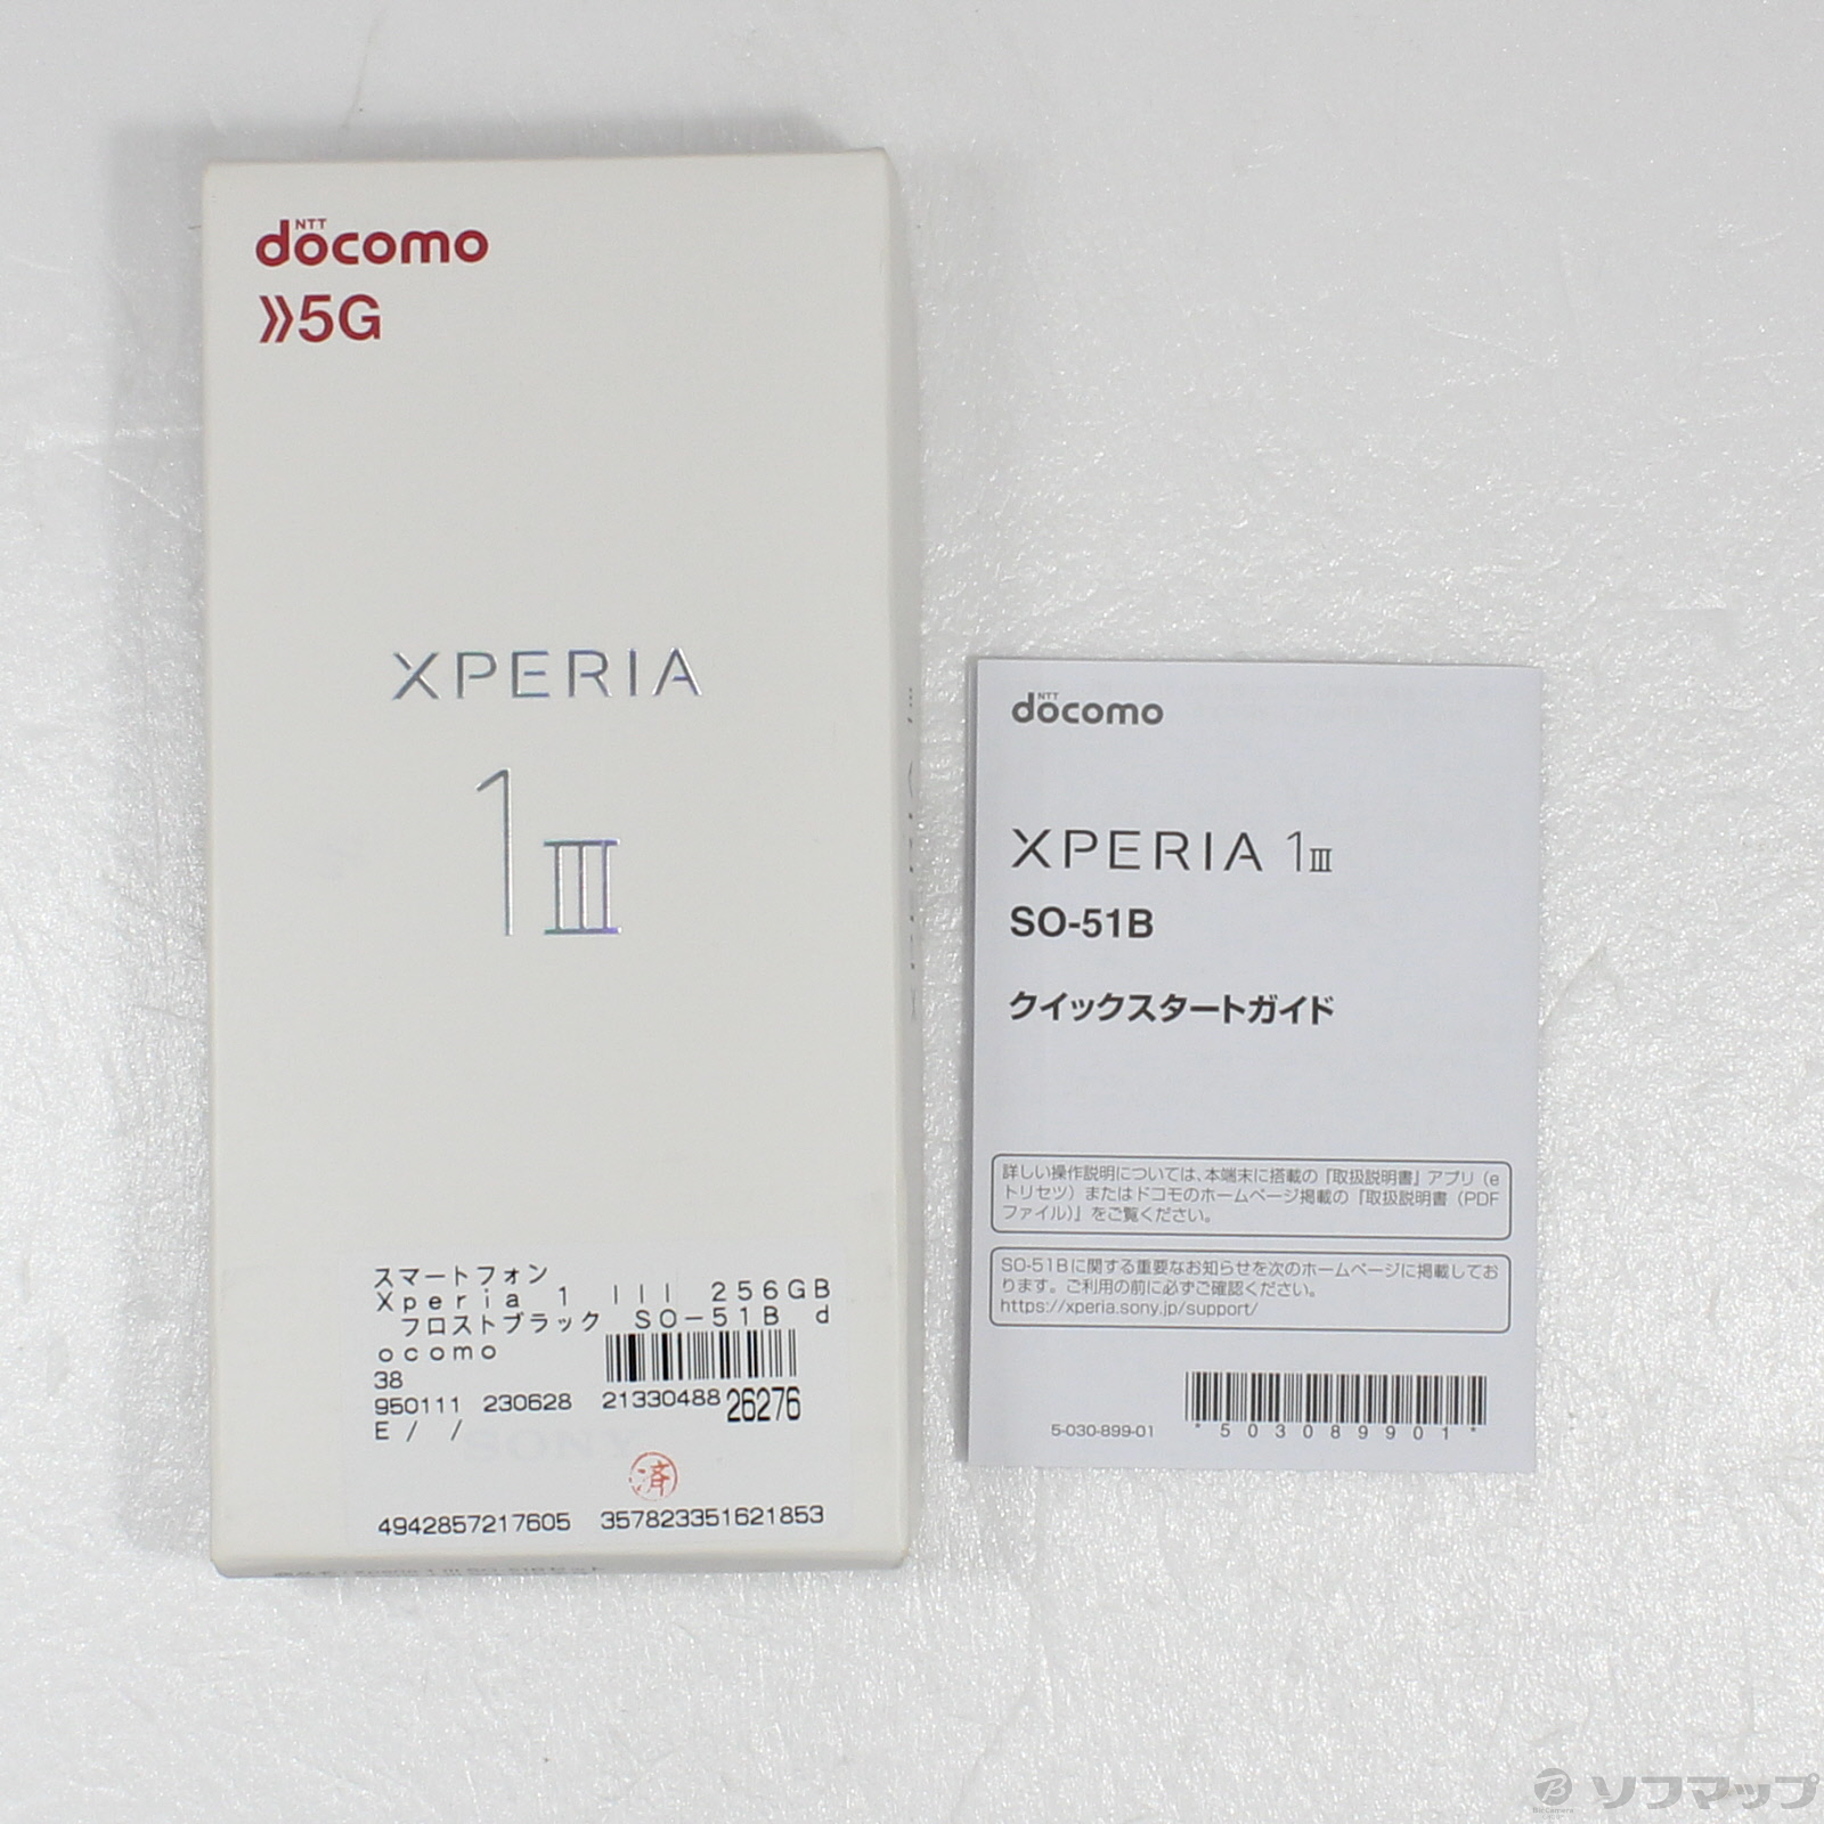 NTT
docomo
5G
XPERIA
1III
スマートフォン
Xperia 1 III 256GB
フロストブラック SO-51B d
ocomo
38
950111 230628 2133048826276
E / /
済
4942857217605 357823351621853
NTT
docomo
XPERIA 1III
SO-51B
クイックスタートガイド
詳しい操作説明については、本端末に搭載の『取扱説明書』アプリ(e
トリセツ)またはドコモのホームページ掲載の『取扱説明書(PDF
ファイル)』をご覧ください。
SO-51Bに関する重要なお知らせを次のホームページに掲載してお
ります。ご利用の前に必ずご確認ください。
https://xperia.sony.jp/support/
5-030-899-01
*503089901*
ソフマップ